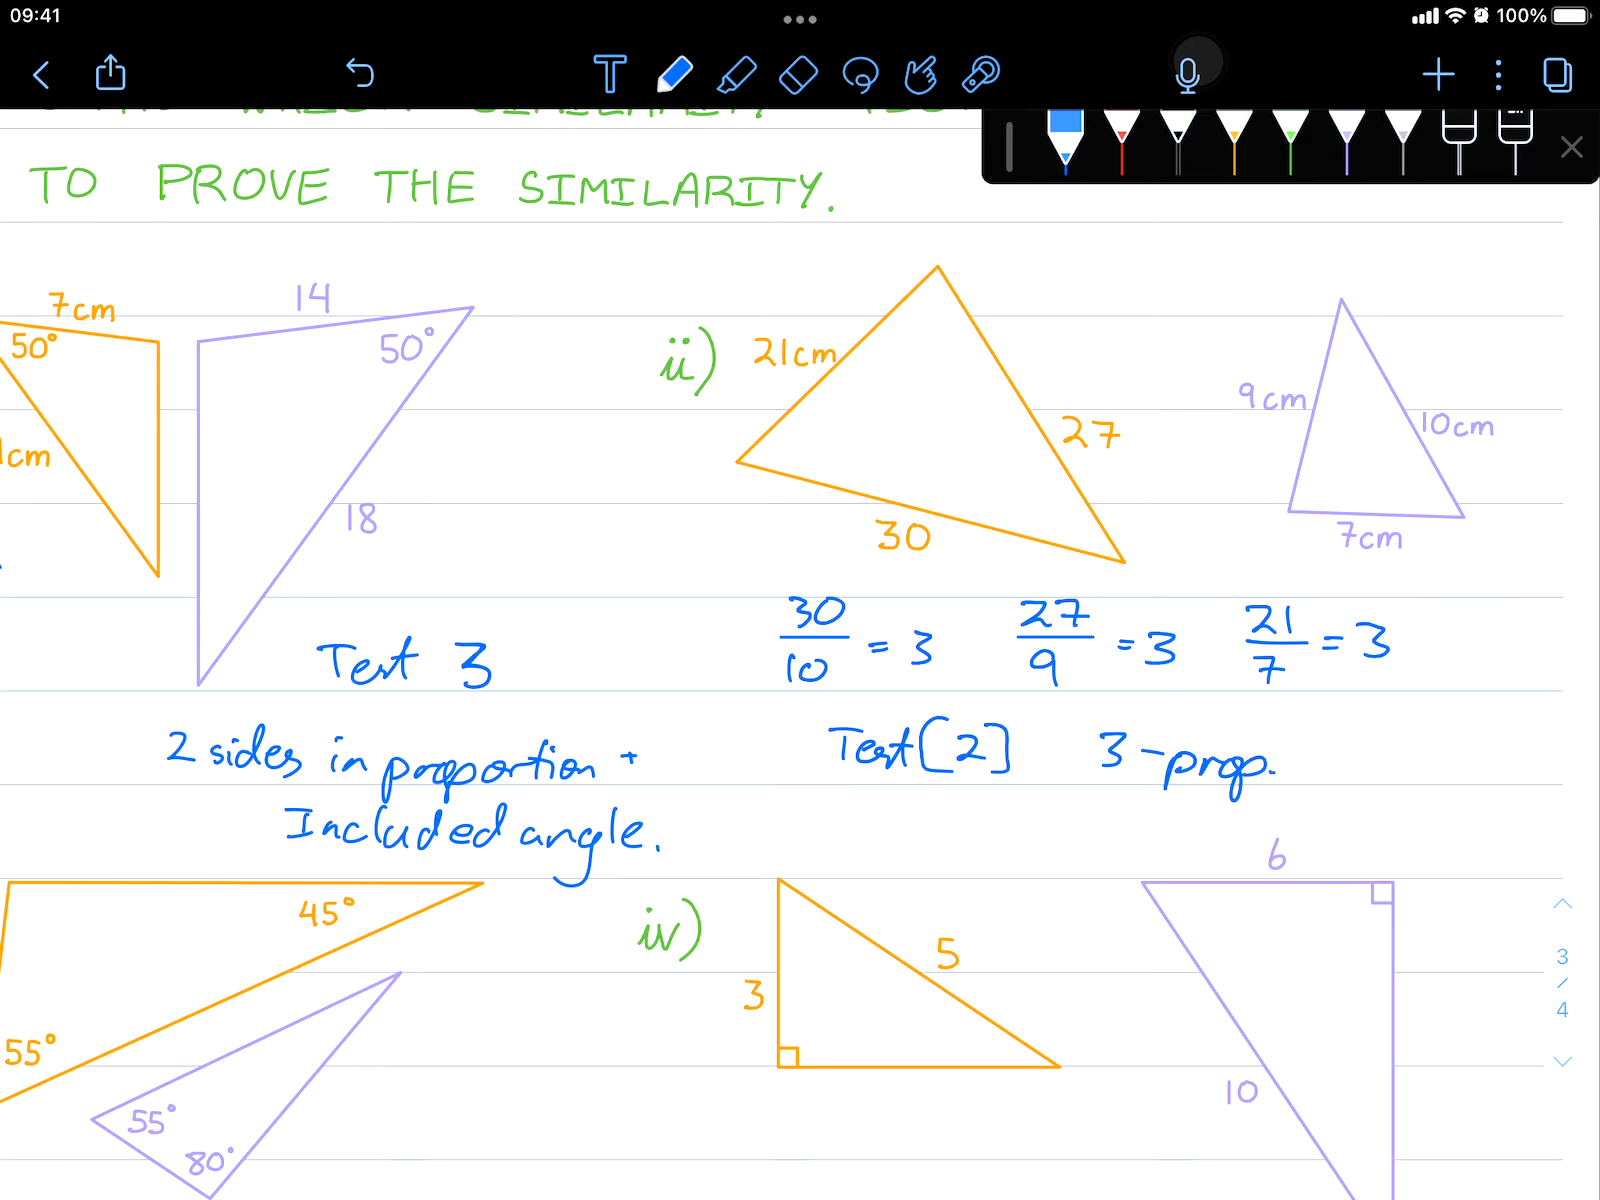 09:41
100%
TO PROVE THE SIMILARITY.
7cm
50°
cm
14
50°
18
ii)
21cm
27
30
9cm
10cm
7cm
30/10 = 3 27/9 = 3 21/7 = 3
Test 3
2 sides in proportion +
Included angle.
Test [2] 3-prop.
45°
55°
55°
80°
iv)
3
5
6
10
3
/
4